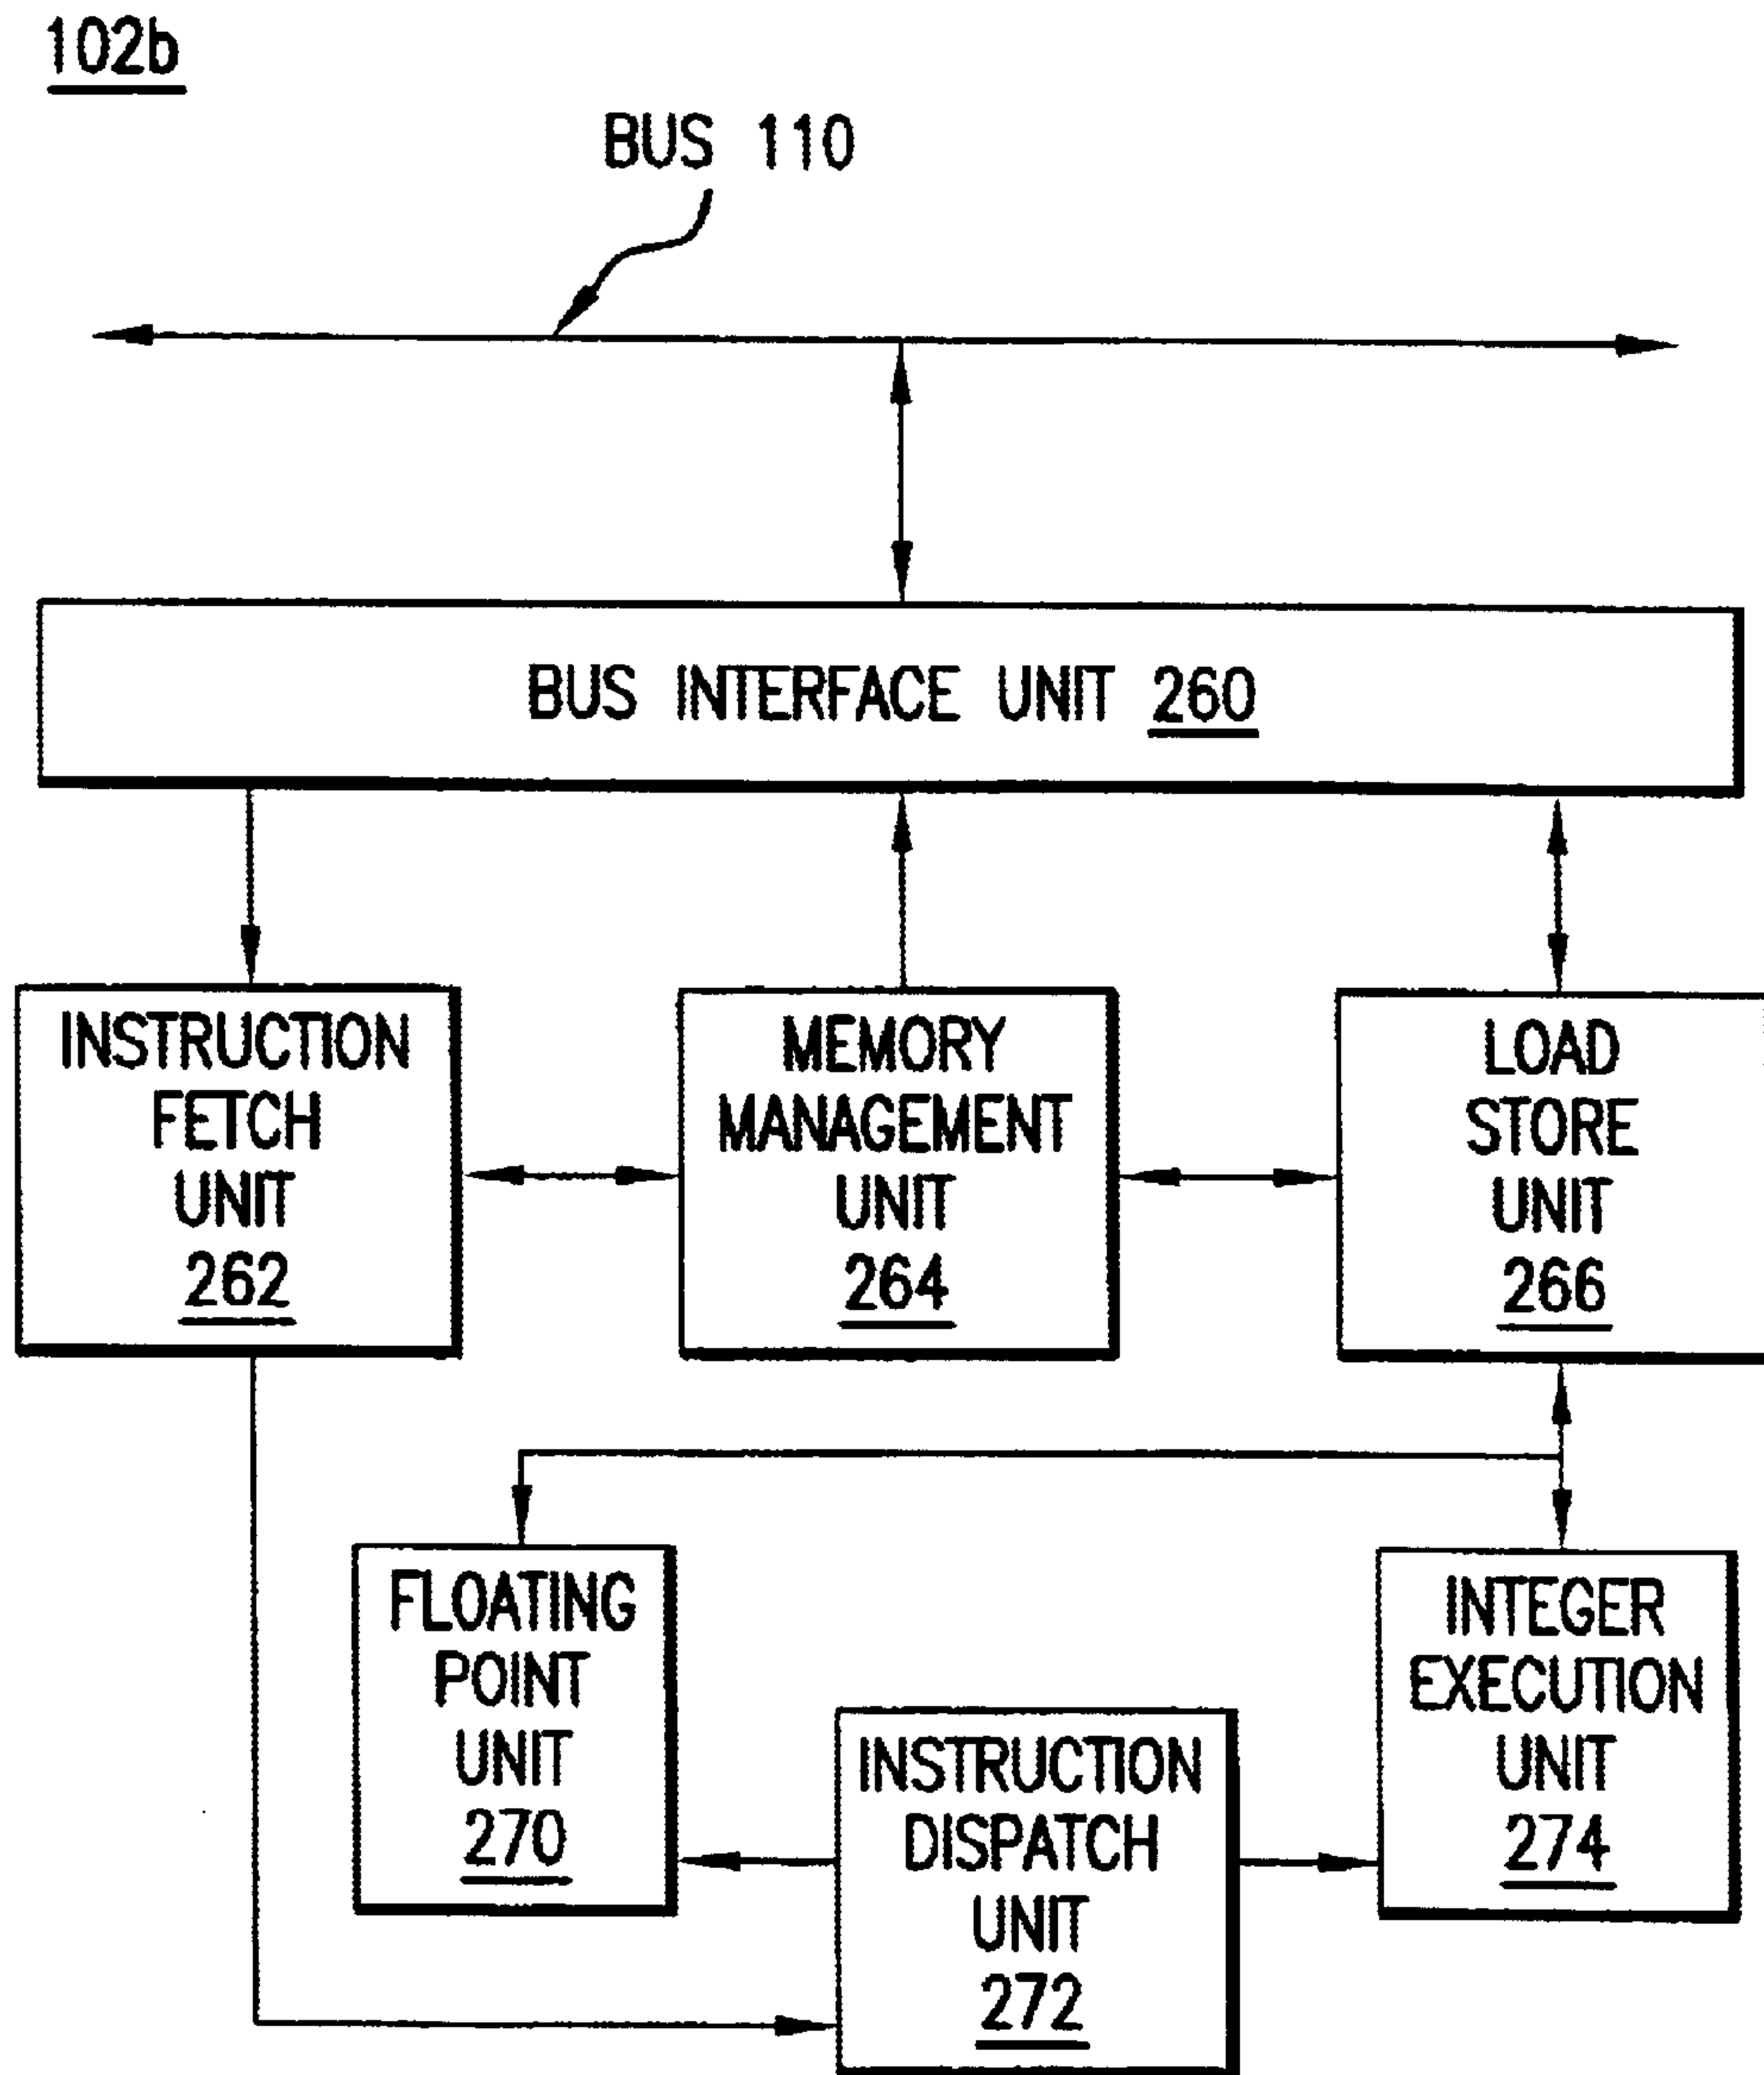 102b
BUS 110
BUS INTERFACE UNIT 260
INSTRUCTION
FETCH
UNIT
262
MEMORY
MANAGEMENT
UNIT
264
LOAD
STORE
UNIT
266
FLOATING
POINT
UNIT
270
INSTRUCTION
DISPATCH
UNIT
272
INTEGER
EXECUTION
UNIT
274